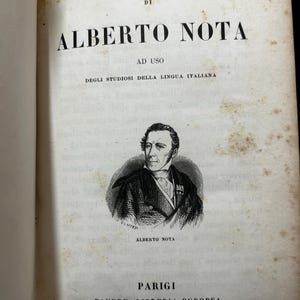 DI
ALBERTO NOTA
AD USO
DEGLI STUDIOSI DELLA LINGUA ITALIANA
ALBERTO NOTA
PARIGI